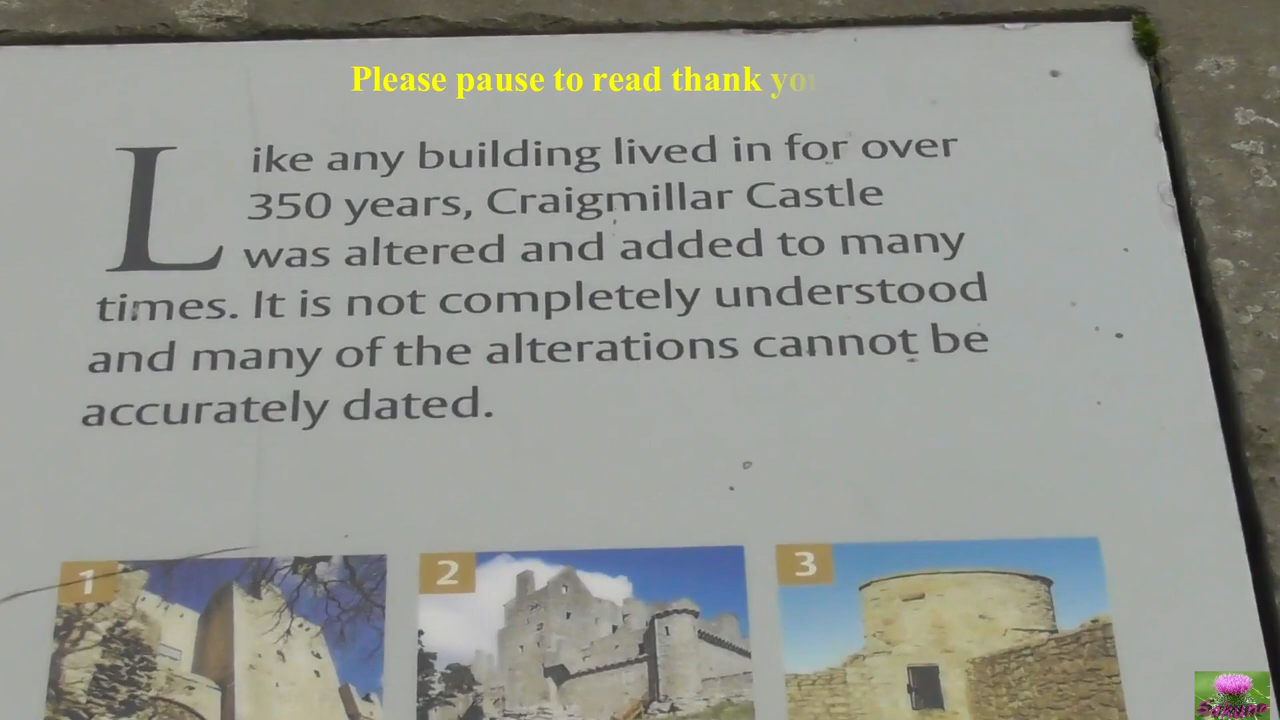 Please pause to read thank you
Like any building lived in for over
350 years, Craigmillar Castle
was altered and added to many
times. It is not completely understood
and many of the alterations cannot be
accurately dated.
1 2 3
Sakura